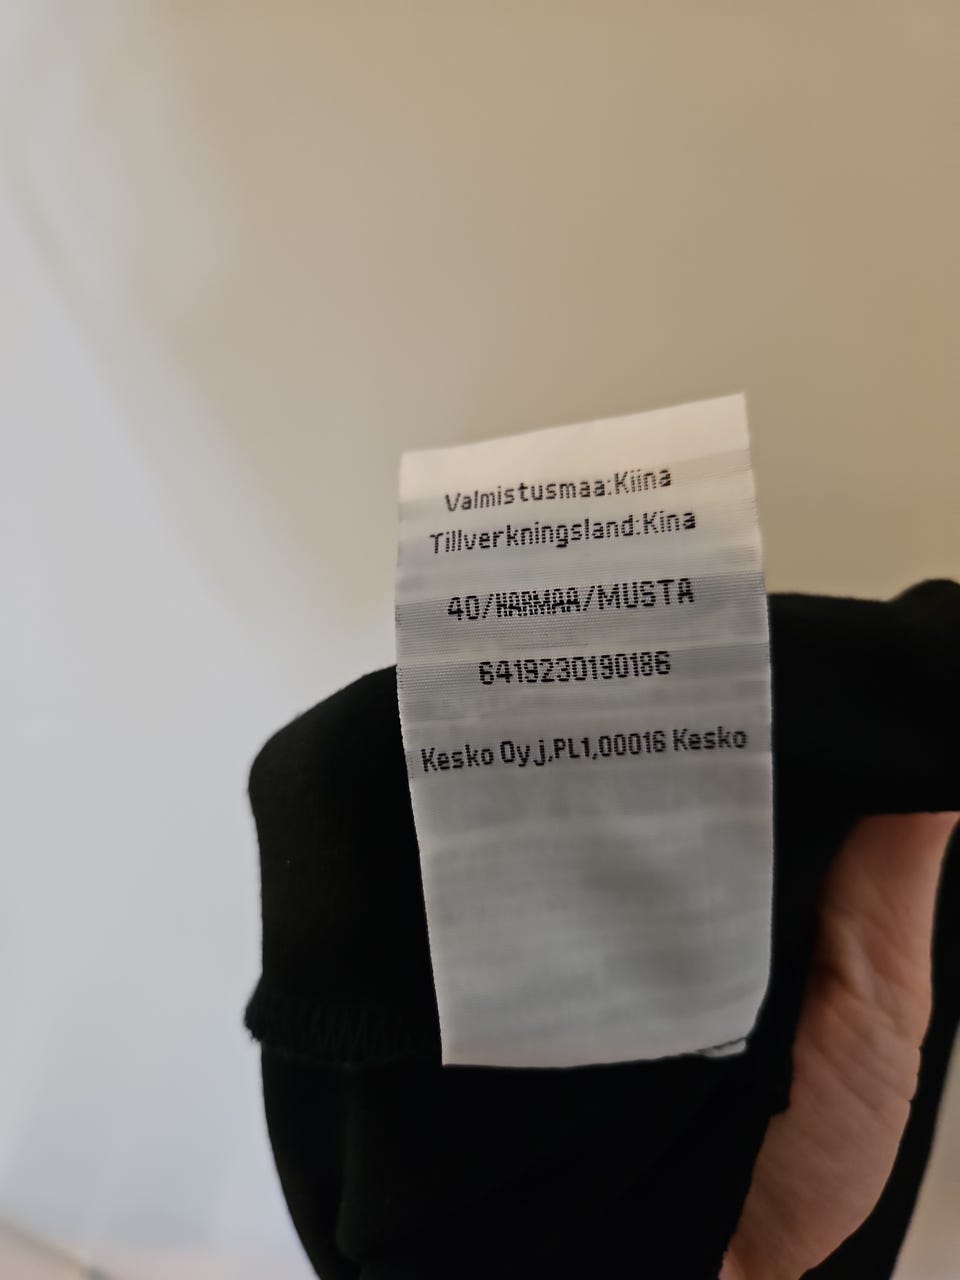 Valmistusmaa:Kiina
Tillverkningsland:Kina
40/HARMAA/MUSTA
6419230190186
Kesko Oyj,PL1,00016 Kesko